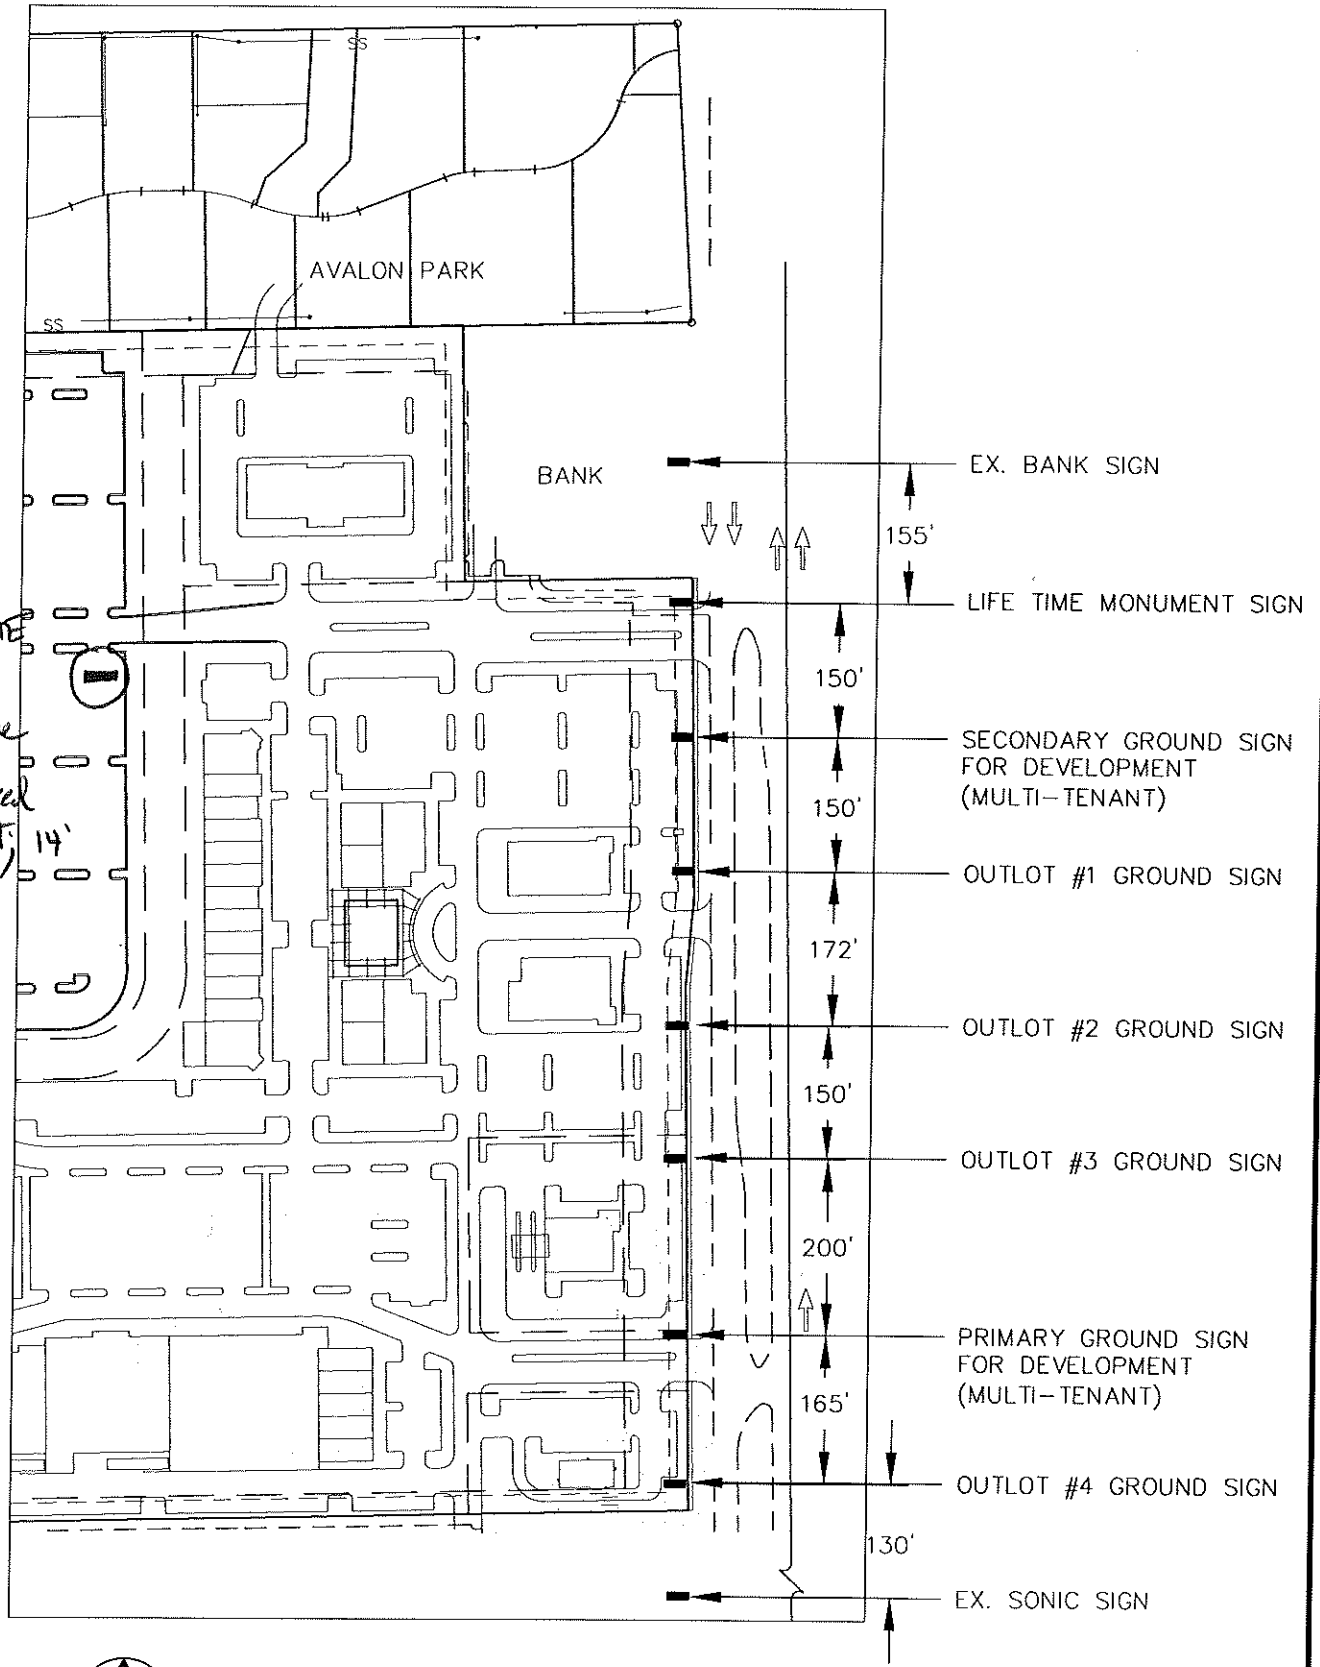 SS
AVALON PARK
SS
BANK
EX. BANK SIGN
155'
LIFE TIME MONUMENT SIGN
150'
SECONDARY GROUND SIGN
FOR DEVELOPMENT
(MULTI-TENANT)
150'
14'
OUTLOT #1 GROUND SIGN
172'
OUTLOT #2 GROUND SIGN
150'
OUTLOT #3 GROUND SIGN
200'
PRIMARY GROUND SIGN
FOR DEVELOPMENT
(MULTI-TENANT)
165'
OUTLOT #4 GROUND SIGN
130'
EX. SONIC SIGN